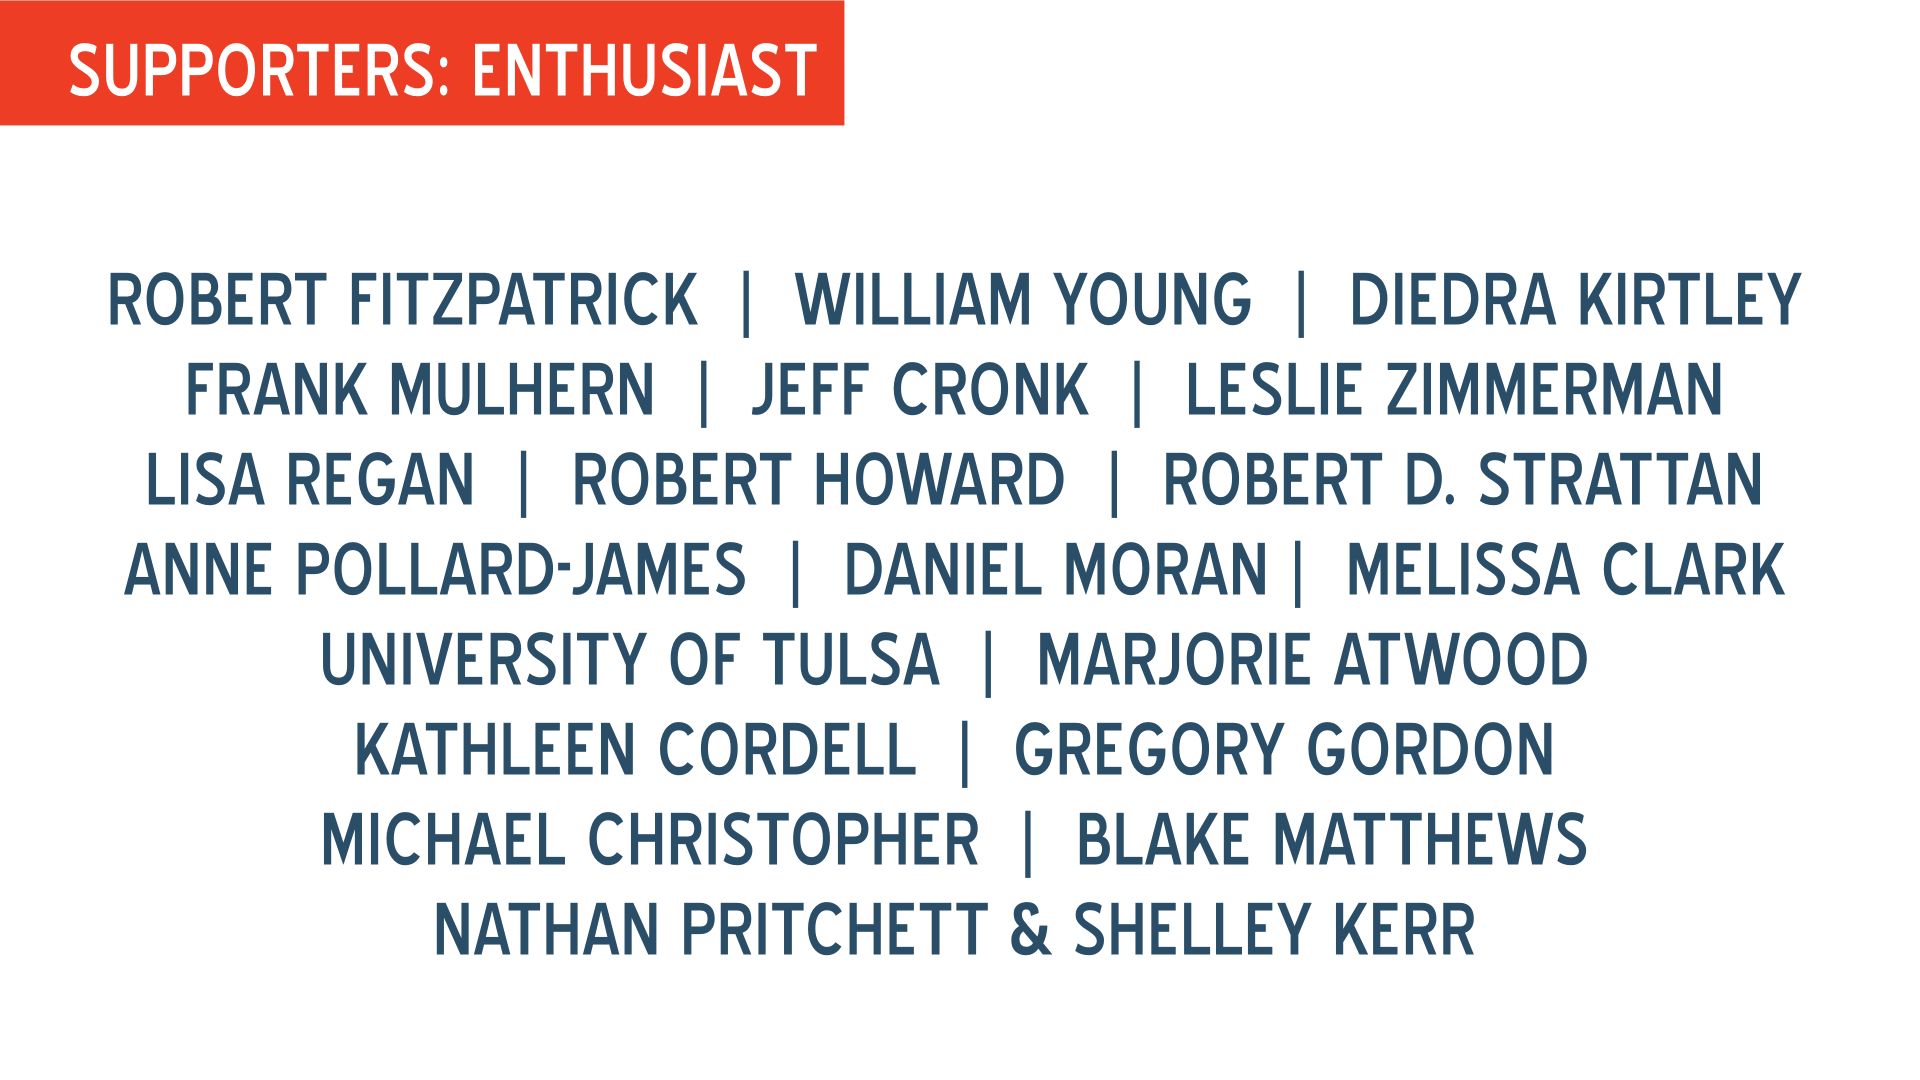 SUPPORTERS: ENTHUSIAST
ROBERT FITZPATRICK | WILLIAM YOUNG | DIEDRA KIRTLEY
FRANK MULHERN | JEFF CRONK | LESLIE ZIMMERMAN
LISA REGAN | ROBERT HOWARD | ROBERT D. STRATTAN
ANNE POLLARD-JAMES | DANIEL MORAN | MELISSA CLARK
UNIVERSITY OF TULSA | MARJORIE ATWOOD
KATHLEEN CORDELL | GREGORY GORDON
MICHAEL CHRISTOPHER | BLAKE MATTHEWS
NATHAN PRITCHETT & SHELLEY KERR